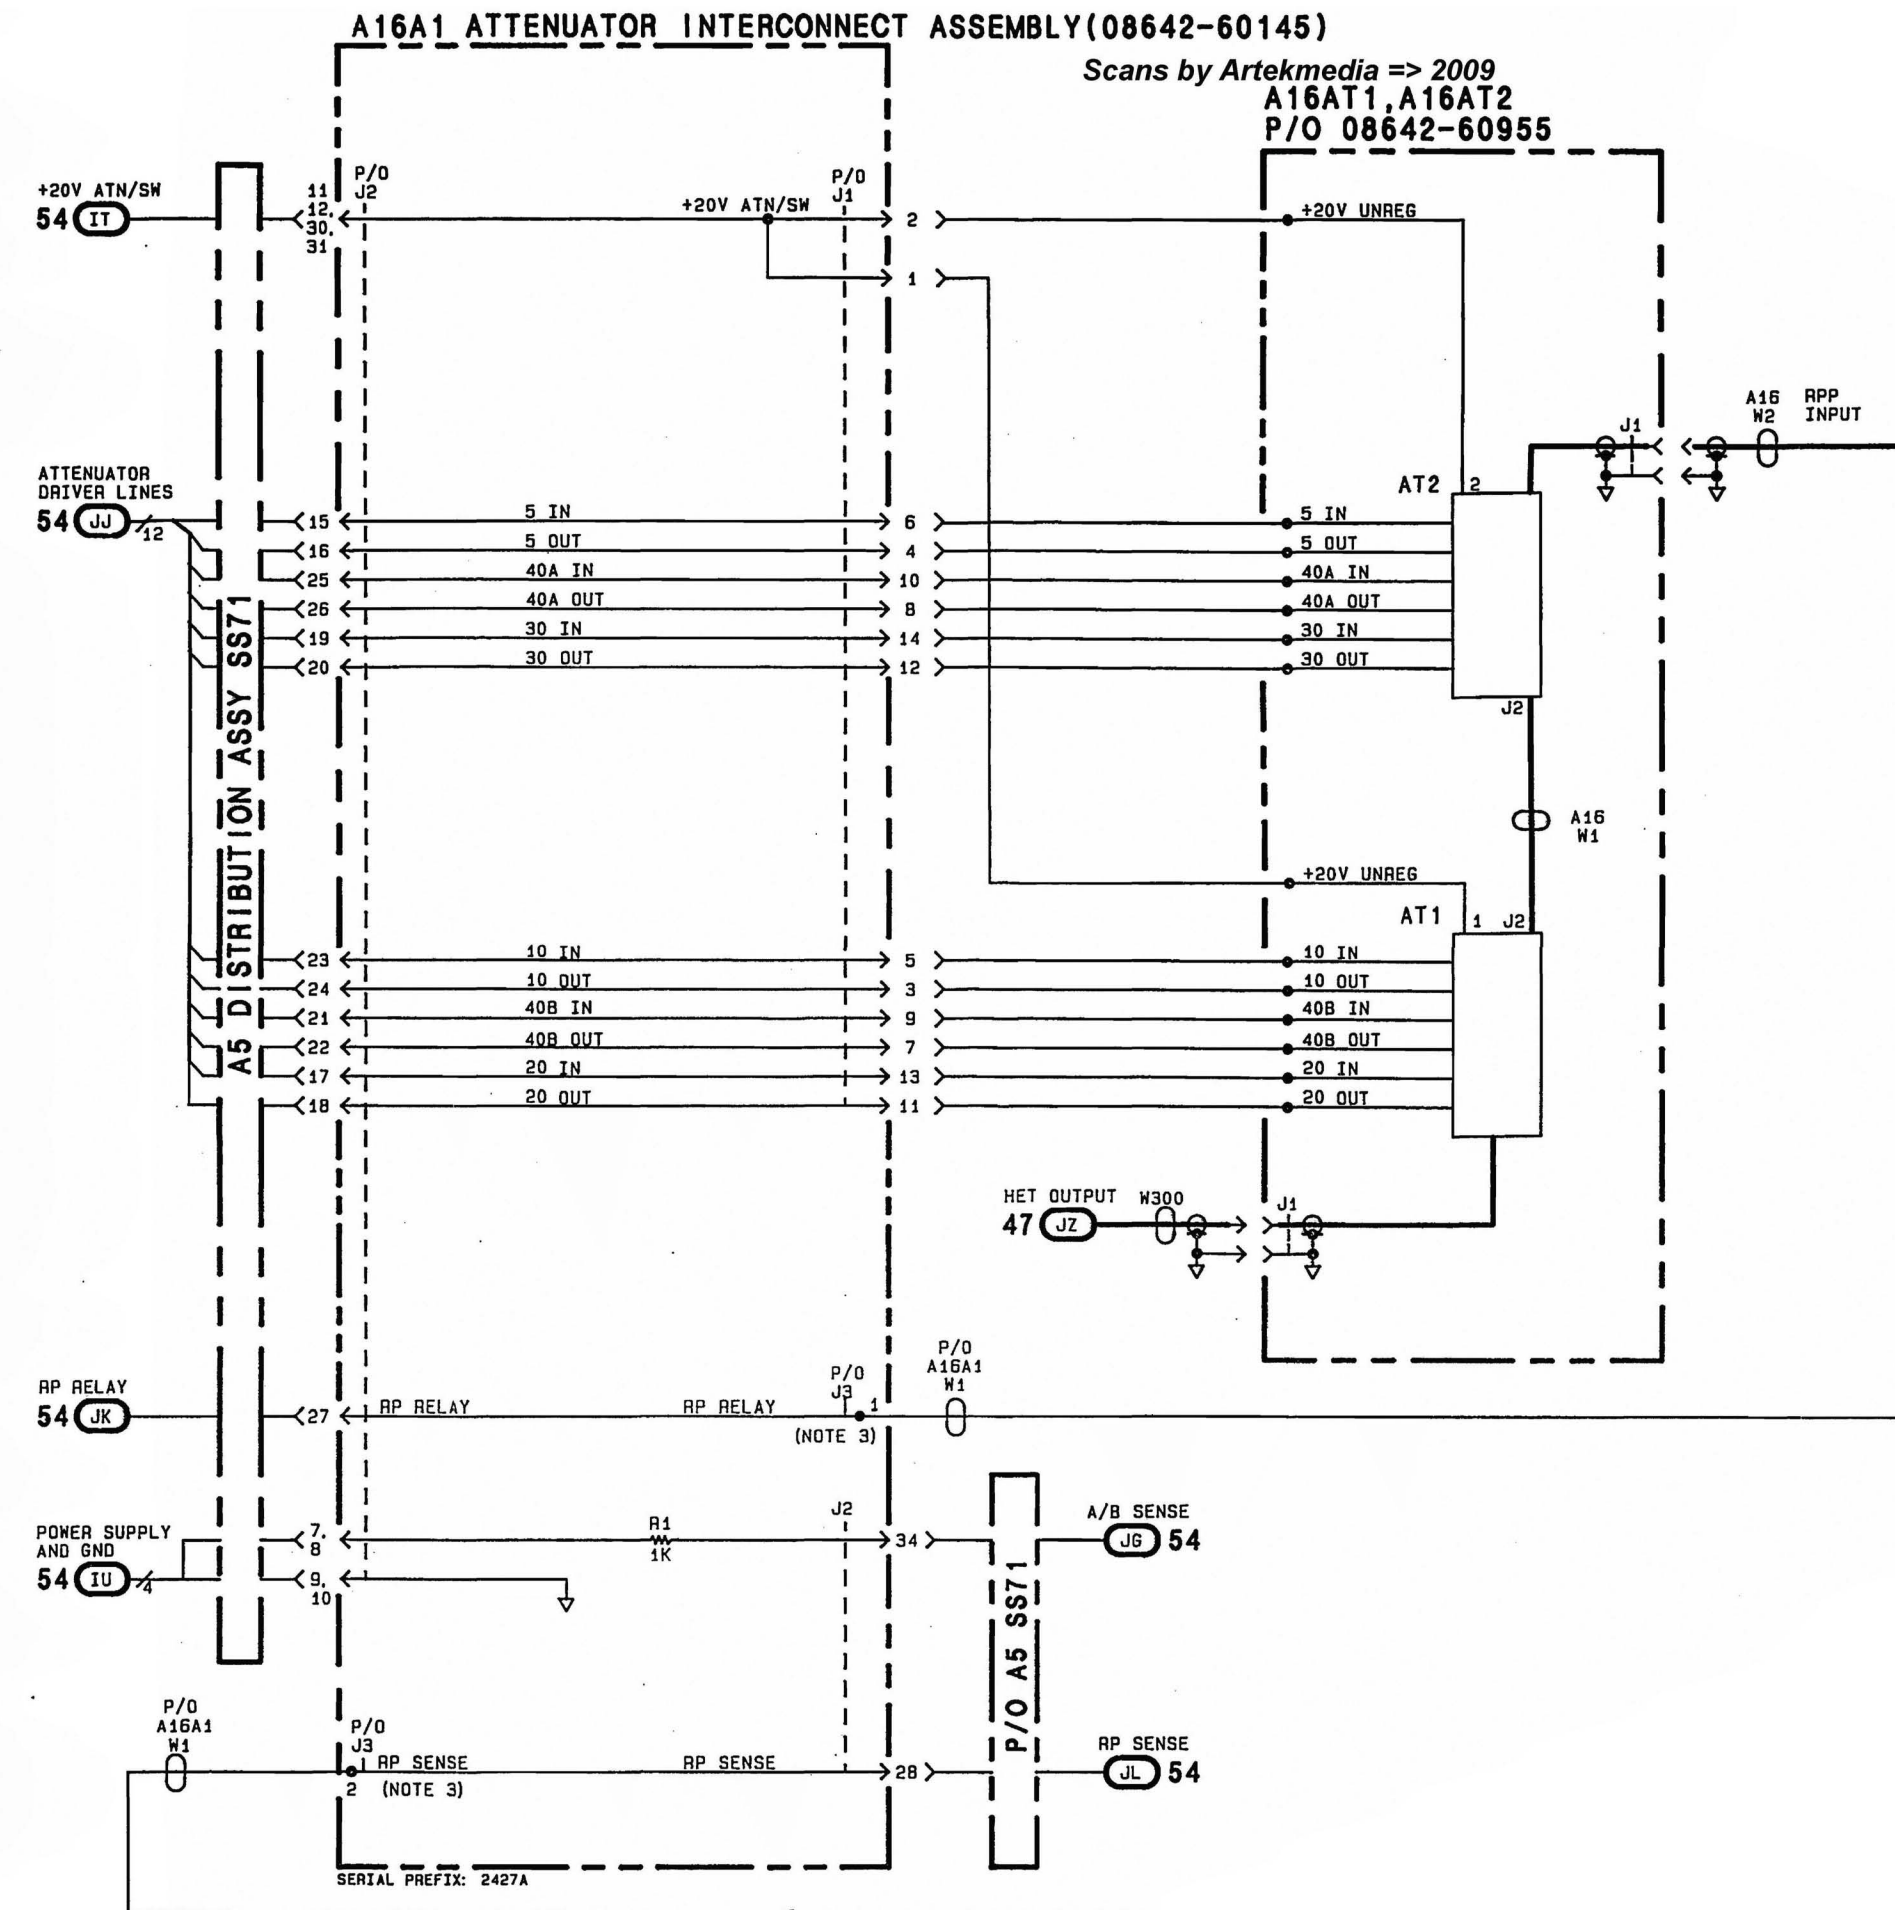 A16A1 ATTENUATOR INTERCONNECT ASSEMBLY(08642-60145)
Scans by Artekmedia => 2009
A16AT1,A16AT2
P/O 08642-60955
+20V ATN/SW
54 IT
11
12,
30,
31
P/O
J2
+20V ATN/SW
P/O
J1
2
1
+20V UNREG
A16
W2
RPP
INPUT
J1
ATTENUATOR
DRIVER LINES
54 JJ
12
AT2
2
15 5 IN 6 5 IN
16 5 OUT 4 5 OUT
25 40A IN 10 40A IN
26 40A OUT 8 40A OUT
19 30 IN 14 30 IN
20 30 OUT 12 30 OUT
J2
A5 DISTRIBUTION ASSY SS71
A16
W1
+20V UNREG
AT1
1 J2
23 10 IN 5 10 IN
24 10 OUT 3 10 OUT
21 40B IN 9 40B IN
22 40B OUT 7 40B OUT
17 20 IN 13 20 IN
18 20 OUT 11 20 OUT
HET OUTPUT
W300
47 JZ
J1
RP RELAY
54 JK
27
RP RELAY
RP RELAY
P/O
J3
1
(NOTE 3)
P/O
A16A1
W1
POWER SUPPLY
AND GND
54 IU
4
7,
8
9,
10
R1
1K
J2
34
A/B SENSE
JG 54
P/O A5 SS71
P/O
A16A1
W1
P/O
J3
2
RP SENSE
(NOTE 3)
RP SENSE
28
RP SENSE
JL 54
SERIAL PREFIX: 2427A